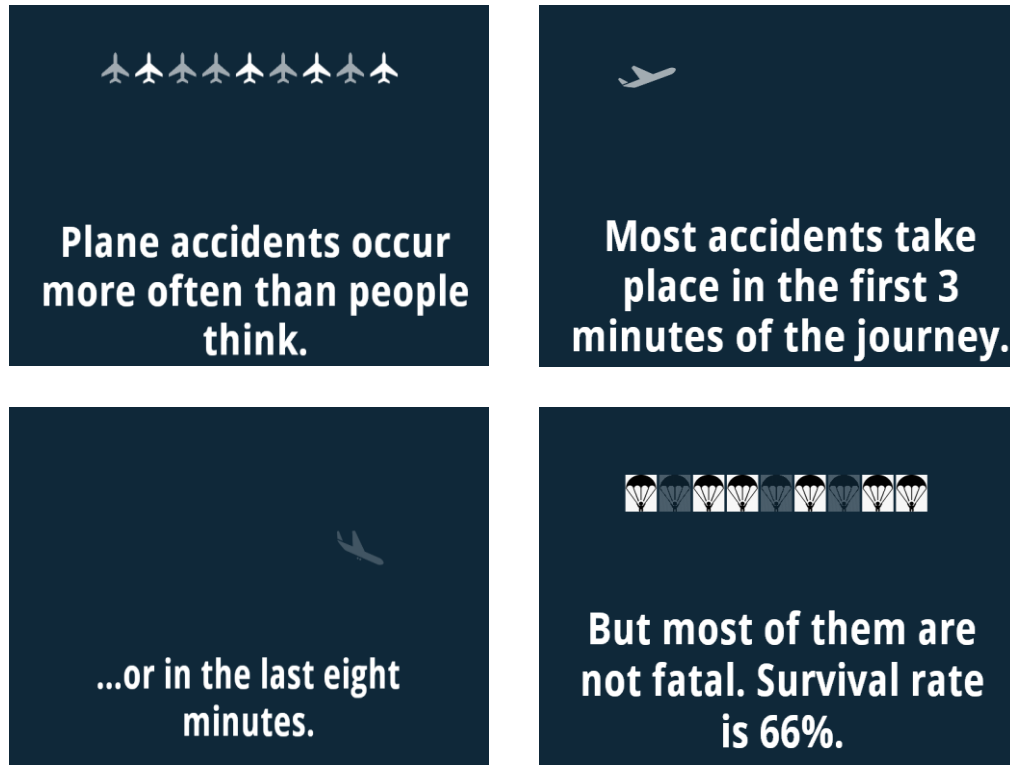 Plane accidents occur
more often than people
think.
Most accidents take
place in the first 3
minutes of the journey.
...or in the last eight
minutes.
But most of them are
not fatal. Survival rate
is 66%.